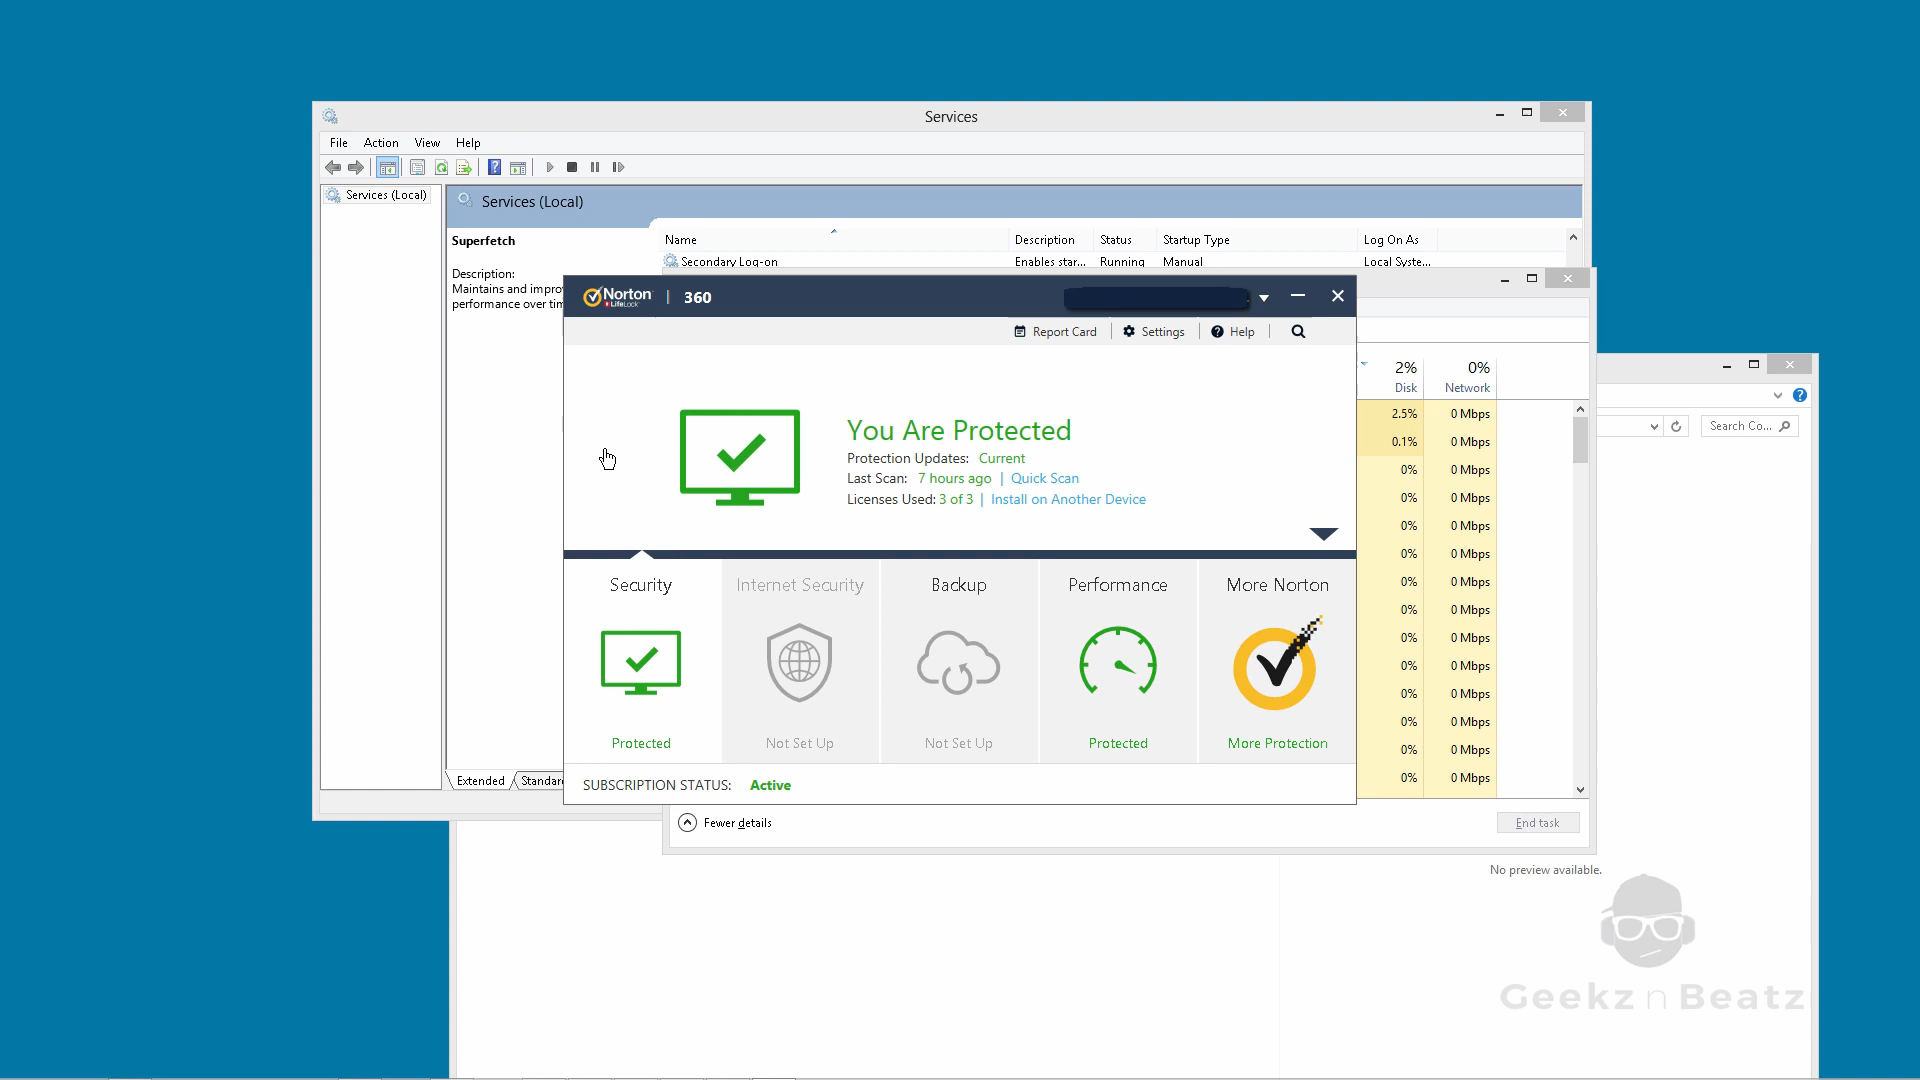 Services
File Action View Help
Services (Local)
Services (Local)
Superfetch
Description:
Maintains and impro
performance over tim
Name Description Status Startup Type Log On As
Secondary Log-on Enables star... Running Manual Local Syste...
Extended Standar
Norton
LifeLock
360
Report Card Settings Help
You Are Protected
Protection Updates: Current
Last Scan: 7 hours ago | Quick Scan
Licenses Used: 3 of 3 | Install on Another Device
Security
Protected
Internet Security
Not Set Up
Backup
Not Set Up
Performance
Protected
More Norton
More Protection
SUBSCRIPTION STATUS: Active
2% 0%
Disk Network
2.5% 0 Mbps
0.1% 0 Mbps
0% 0 Mbps
0% 0 Mbps
0% 0 Mbps
0% 0 Mbps
0% 0 Mbps
0% 0 Mbps
0% 0 Mbps
0% 0 Mbps
0% 0 Mbps
0% 0 Mbps
0% 0 Mbps
0% 0 Mbps
Fewer details
End task
Search Co...
No preview available.
Geekz n Beatz